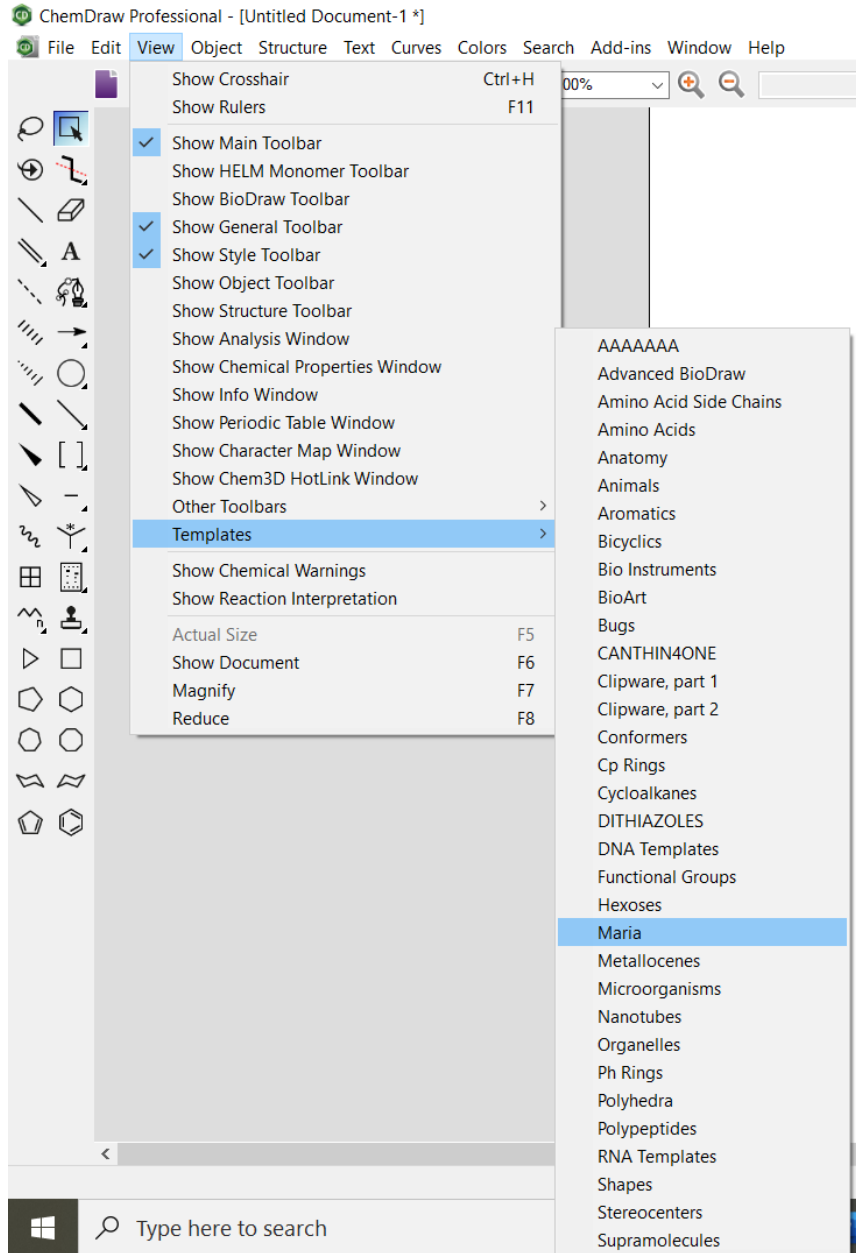 ChemDraw Professional - [Untitled Document-1 *]
File Edit View Object Structure Text Curves Colors Search Add-ins Window Help
00%
Show Crosshair Ctrl+H
Show Rulers F11
Show Main Toolbar
Show HELM Monomer Toolbar
Show BioDraw Toolbar
Show General Toolbar
Show Style Toolbar
Show Object Toolbar
Show Structure Toolbar
Show Analysis Window
Show Chemical Properties Window
Show Info Window
Show Periodic Table Window
Show Character Map Window
Show Chem3D HotLink Window
Other Toolbars
Templates
Show Chemical Warnings
Show Reaction Interpretation
Actual Size F5
Show Document F6
Magnify F7
Reduce F8
AAAAAAA
Advanced BioDraw
Amino Acid Side Chains
Amino Acids
Anatomy
Animals
Aromatics
Bicyclics
Bio Instruments
BioArt
Bugs
CANTHIN4ONE
Clipware, part 1
Clipware, part 2
Conformers
Cp Rings
Cycloalkanes
DITHIAZOLES
DNA Templates
Functional Groups
Hexoses
Maria
Metallocenes
Microorganisms
Nanotubes
Organelles
Ph Rings
Polyhedra
Polypeptides
RNA Templates
Shapes
Stereocenters
Supramolecules
A
Type here to search